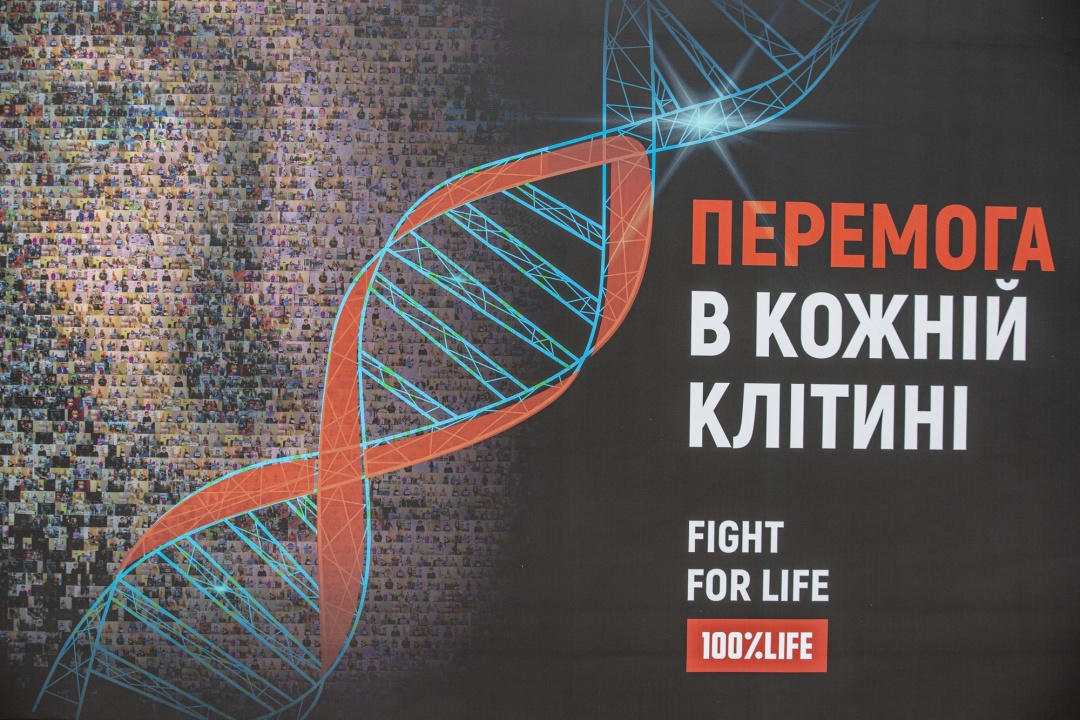 ПЕРЕМОГА
В КОЖНІЙ
КЛІТИНІ
FIGHT
FOR LIFE
100%LIFE